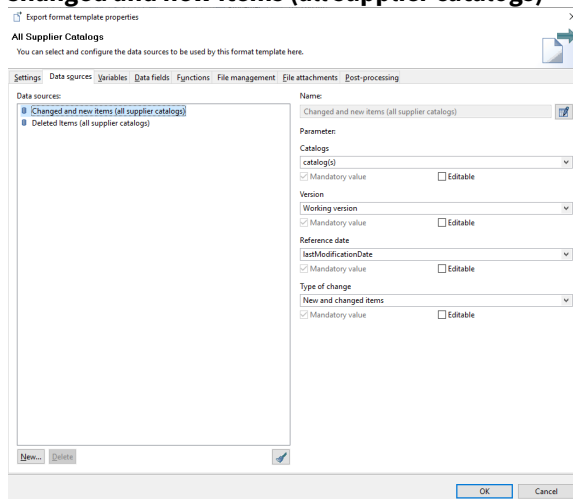 Changed and new items (all supplier catalogs)
Export format template properties
All Supplier Catalogs
You can select and configure the data sources to be used by this format template here.
Settings Data sources Variables Data fields Functions File management File attachments Post-processing
Data sources:
Changed and new items (all supplier catalogs)
Deleted Items (all supplier catalogs)
New... Delete
Name:
Changed and new items (all supplier catalogs)
Parameter:
Catalogs
catalog(s)
Mandatory value Editable
Version
Working version
Mandatory value Editable
Reference date
lastModificationDate
Mandatory value Editable
Type of change
New and changed items
Mandatory value Editable
OK Cancel